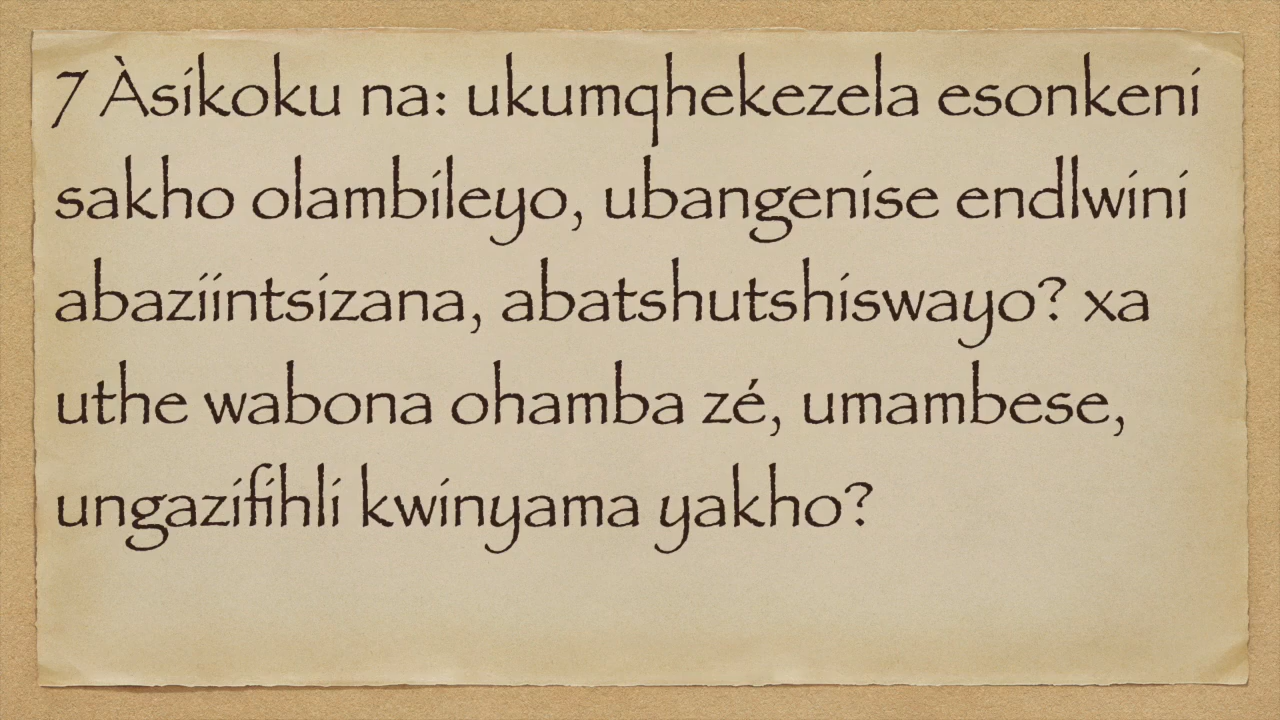 7 Àsikoku na: ukumqhekezela esonkeni
sakho olambileyo, ubangenise endlwini
abaziintsizana, abatshutshiswayo? xa
uthe wabona ohamba zé, umambese,
ungazifihli kwinyama yakho?